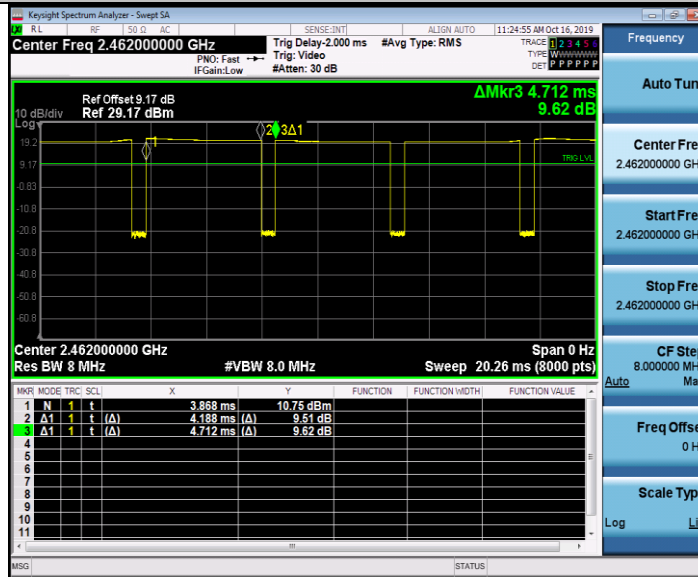 Keysight Spectrum Analyzer - Swept SA
RL RF 50 Ω AC SENSE:INT ALIGN AUTO 11:24:55 AM Oct 16, 2019
Center Freq 2.462000000 GHz
PNO: Fast
IFGain:Low
Trig Delay-2.000 ms
Trig: Video
#Atten: 30 dB
#Avg Type: RMS
TRACE 1 2 3 4 5 6
TYPE WWWWWW
DET P P P P P P
Frequency
ΔMkr3 4.712 ms
9.62 dB
Ref Offset 9.17 dB
10 dB/div Ref 29.17 dBm
Log
19.2
9.17
-0.83
-10.8
-20.8
-30.8
-40.8
-50.8
-60.8
1
2 3Δ1
TRIG LVL
Center 2.462000000 GHz Span 0 Hz
Res BW 8 MHz #VBW 8.0 MHz Sweep 20.26 ms (8000 pts)
MKR MODE TRC SCL X Y FUNCTION FUNCTION WIDTH FUNCTION VALUE
1 N 1 t 3.868 ms 10.75 dBm
2 Δ1 1 t (Δ) 4.188 ms (Δ) 9.51 dB
3 Δ1 1 t (Δ) 4.712 ms (Δ) 9.62 dB
4
5
6
7
8
9
10
11
MSG STATUS
Auto Tun
Center Fre
2.462000000 GH
Start Fre
2.462000000 GH
Stop Fre
2.462000000 GH
CF Ste
8.000000 MH
Auto Ma
Freq Offse
0 H
Scale Typ
Log Li